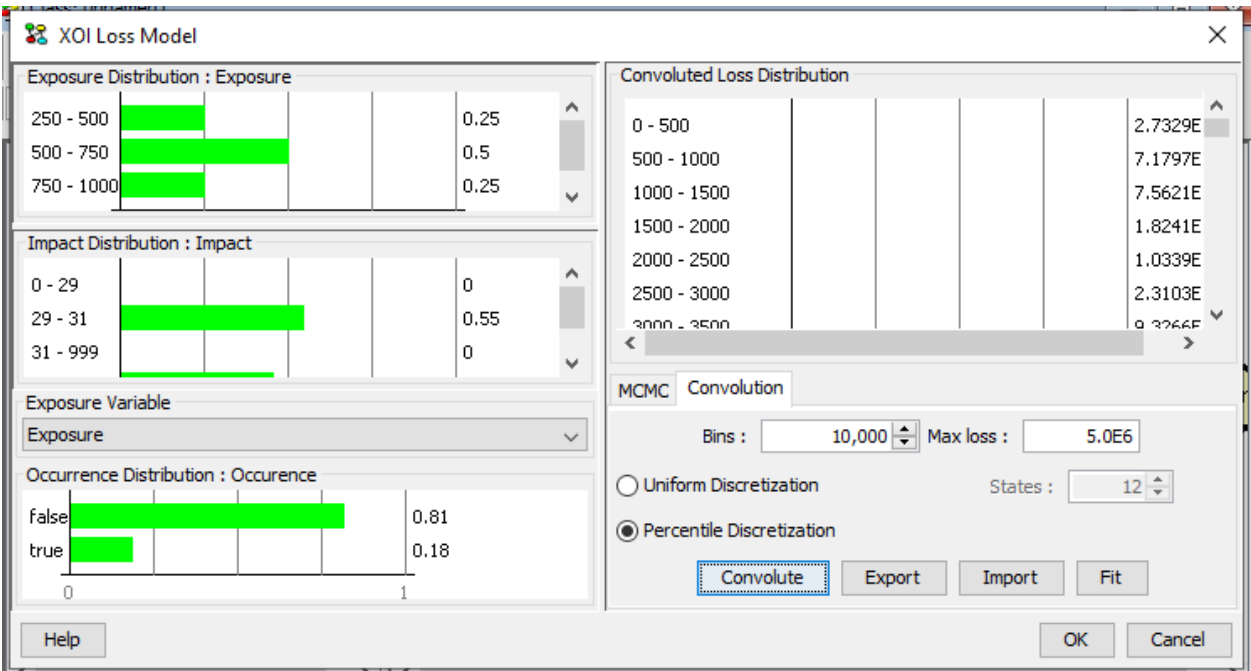 XOI Loss Model
Exposure Distribution : Exposure
250 - 500 0.25
500 - 750 0.5
750 - 1000 0.25
Impact Distribution : Impact
0 - 29 0
29 - 31 0.55
31 - 999 0
Exposure Variable
Exposure
Occurrence Distribution : Occurence
false 0.81
true 0.18
0 1
Help
Convoluted Loss Distribution
0 - 500 2.7329E
500 - 1000 7.1797E
1000 - 1500 7.5621E
1500 - 2000 1.8241E
2000 - 2500 1.0339E
2500 - 3000 2.3103E
3000 - 3500 9.3266E
MCMC Convolution
Bins : 10,000 Max loss : 5.0E6
Uniform Discretization States : 12
Percentile Discretization
Convolute Export Import Fit
OK Cancel